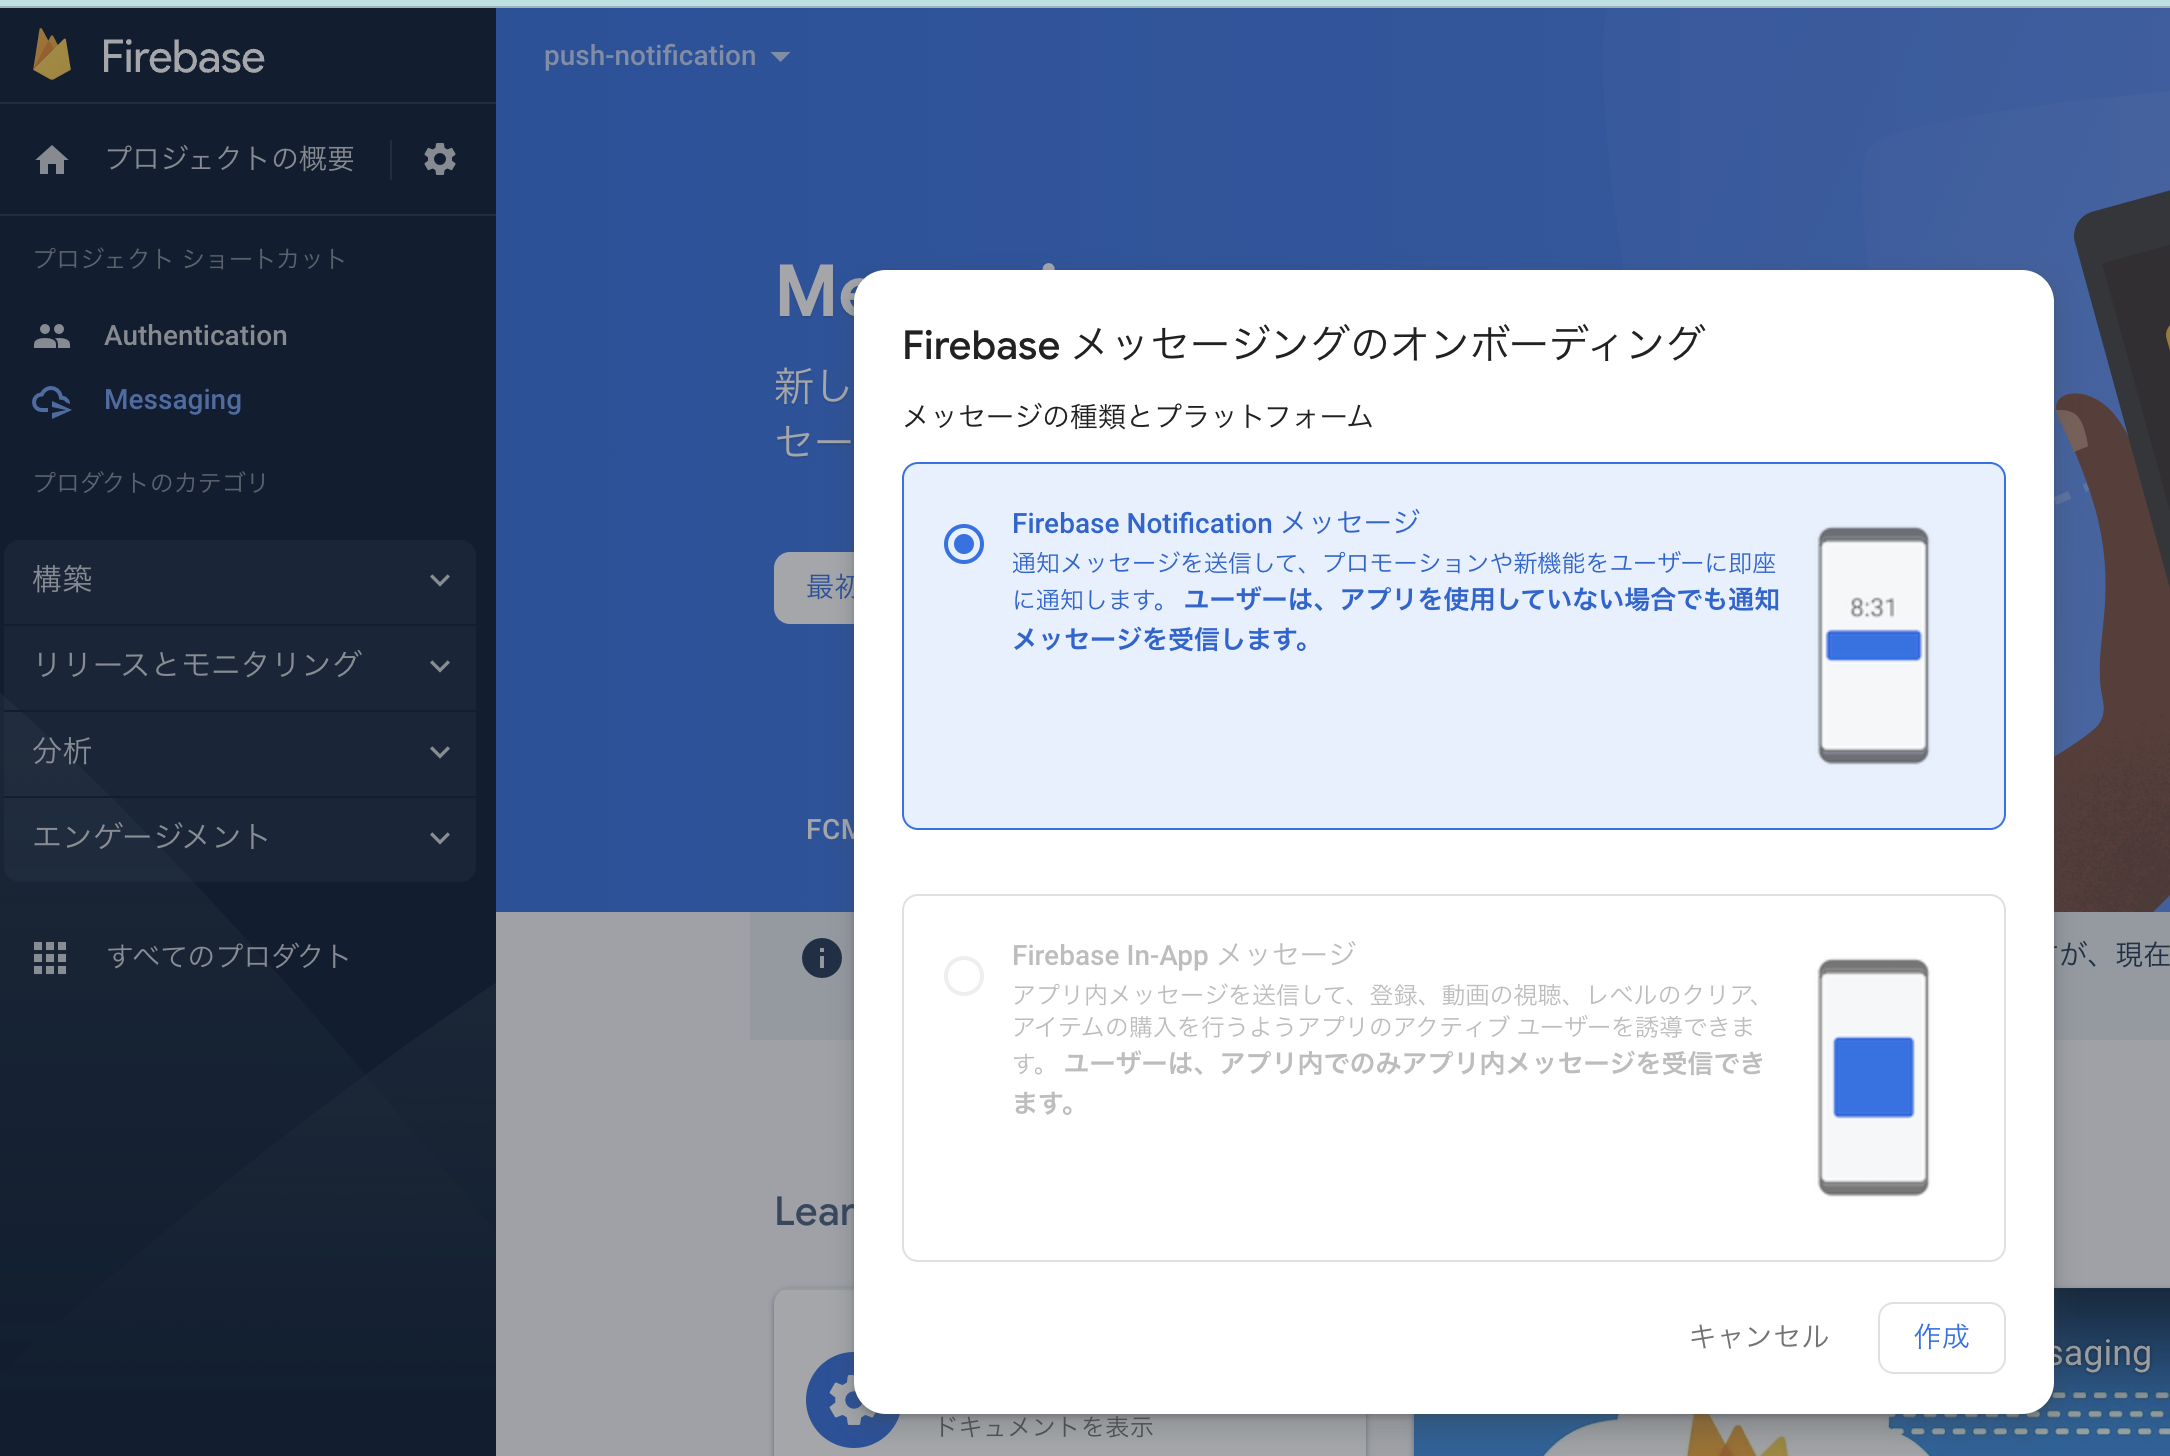 Firebase
push-notification
プロジェクトの概要
プロジェクト ショートカット
Authentication
Messaging
プロダクトのカテゴリ
構築
リリースとモニタリング
分析
エンゲージメント
すべてのプロダクト
新し
セー
最初
FCM
が、現在
Firebase メッセージングのオンボーディング
メッセージの種類とプラットフォーム
Firebase Notification メッセージ
通知メッセージを送信して、プロモーションや新機能をユーザーに即座
に通知します。 ユーザーは、アプリを使用していない場合でも通知
メッセージを受信します。
8:31
Firebase In-App メッセージ
アプリ内メッセージを送信して、登録、動画の視聴、レベルのクリア、
アイテムの購入を行うようアプリのアクティブ ユーザーを誘導できま
す。 ユーザーは、アプリ内でのみアプリ内メッセージを受信でき
ます。
キャンセル
作成
Lear
saging
ドキュメントを表示